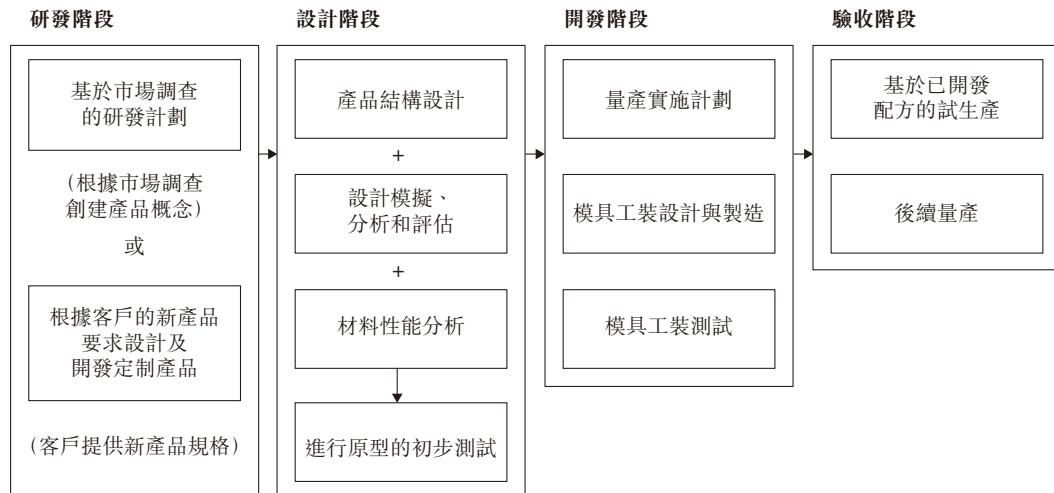 研發階段
基於市場調查
的研發計劃
(根據市場調查
創建產品概念)
或
根據客戶的新產品
要求設計及
開發定制產品
(客戶提供新產品規格)
設計階段
產品結構設計
+
設計模擬、
分析和評估
+
材料性能分析
進行原型的初步測試
開發階段
量產實施計劃
模具工裝設計與製造
模具工裝測試
驗收階段
基於已開發
配方的試生產
後續量產